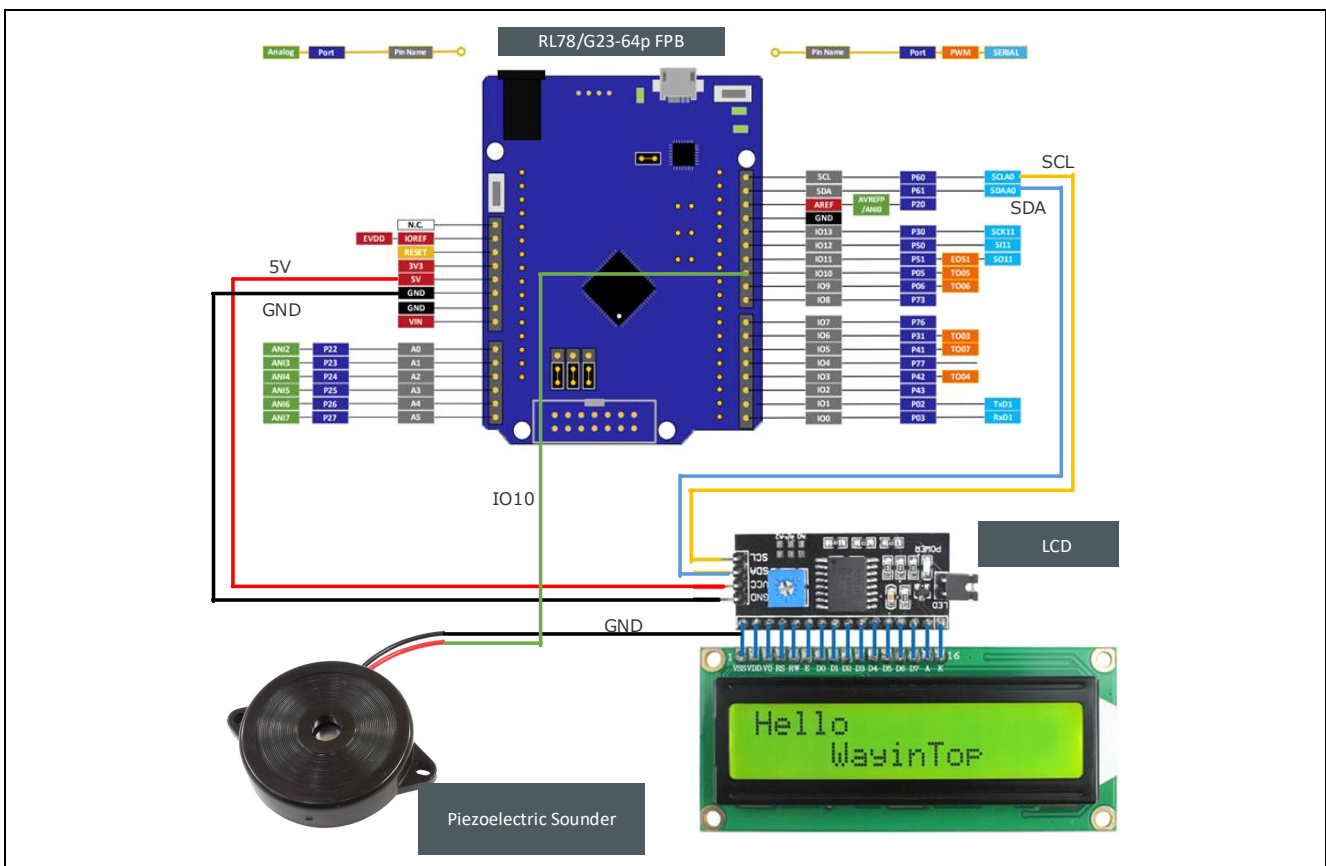 RL78/G23-64p FPB
Analog Port Pin Name
Pin Name Port PWM SERIAL
SCL
SDA
SCL P60 SCLA0
SDA P61 SDAA0
AREF AVREFP/ANI0 P20
GND
IO13 P30 SCK11
IO12 P50 SI11
IO11 P51 EOS1 SO11
IO10 P05 TO05
IO9 P06 TO06
IO8 P73
IO7 P76
IO6 P31 TO03
IO5 P41 TO07
IO4 P77
IO3 P42 TO04
IO2 P43
IO1 P02 TxD1
IO0 P03 RxD1
N.C.
EVDD IOREF
RESET
3V3
5V
GND
GND
VIN
5V
GND
ANI2 P22 A0
ANI3 P23 A1
ANI4 P24 A2
ANI5 P25 A3
ANI6 P26 A4
ANI7 P27 A5
IO10
LCD
SCL
SDA
VCC
GND
A2 A1 A0
POWER
LED
GND
1 16
VSS VDD V0 RS RW E D0 D1 D2 D3 D4 D5 D6 D7 A K
Hello
WayinTop
Piezoelectric Sounder